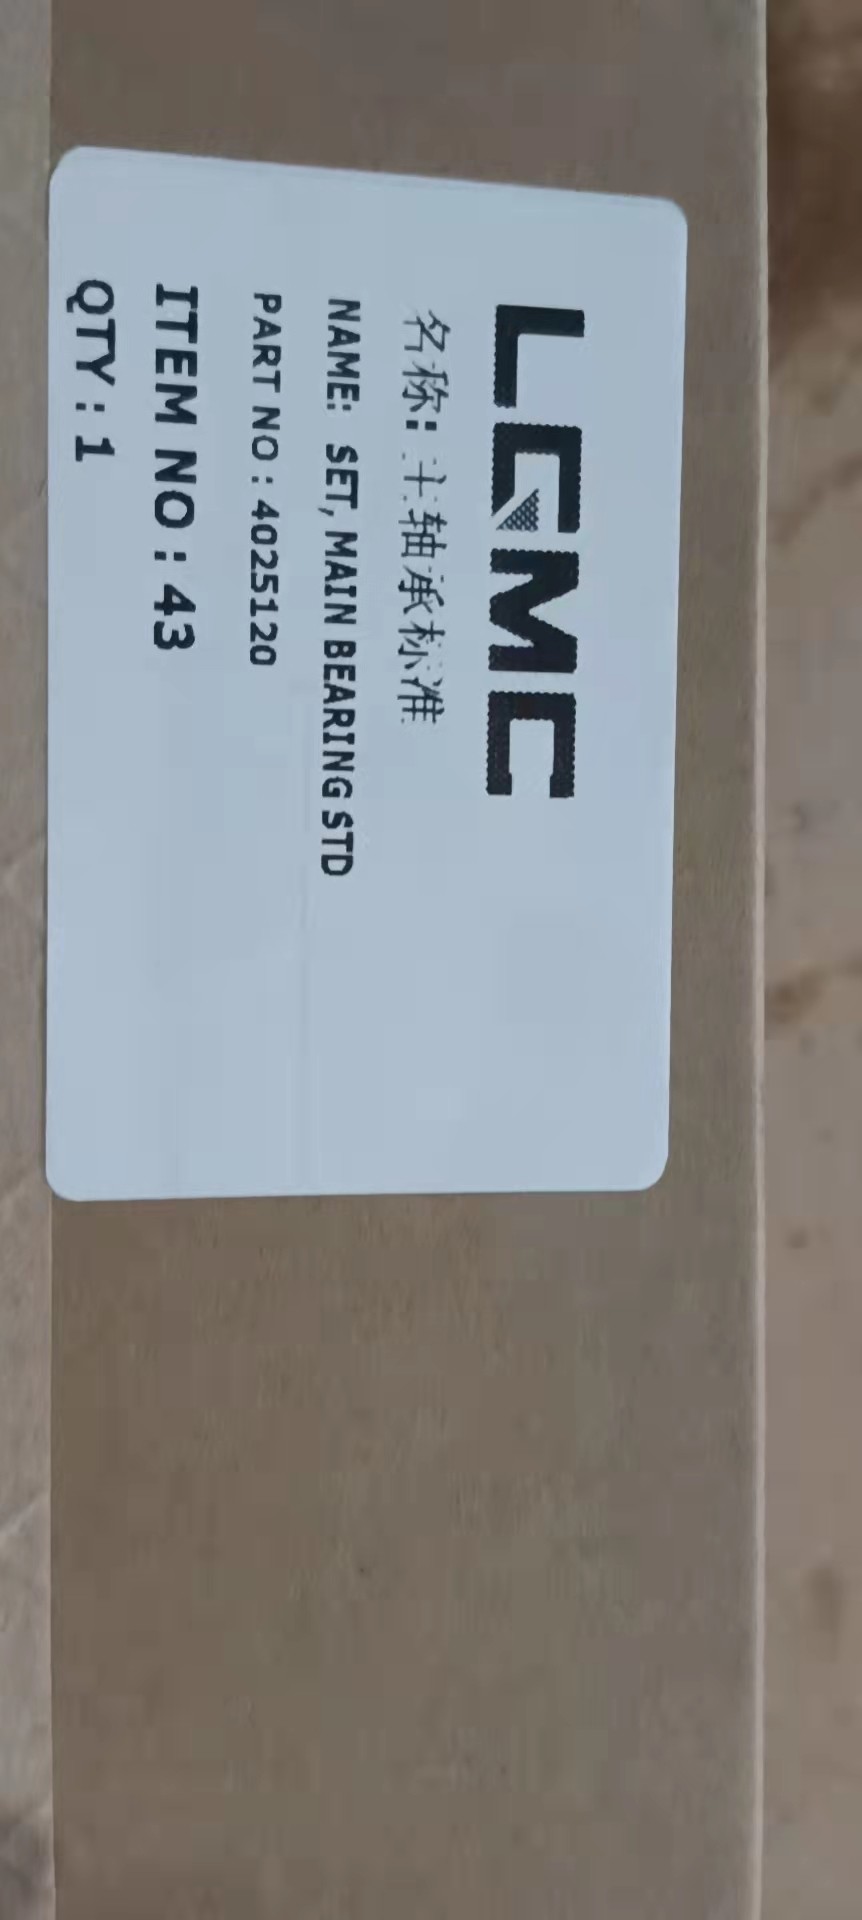 LGMC
名称: 主轴承标准
NAME: SET, MAIN BEARING STD
PART NO : 4025120
ITEM NO : 43
QTY : 1